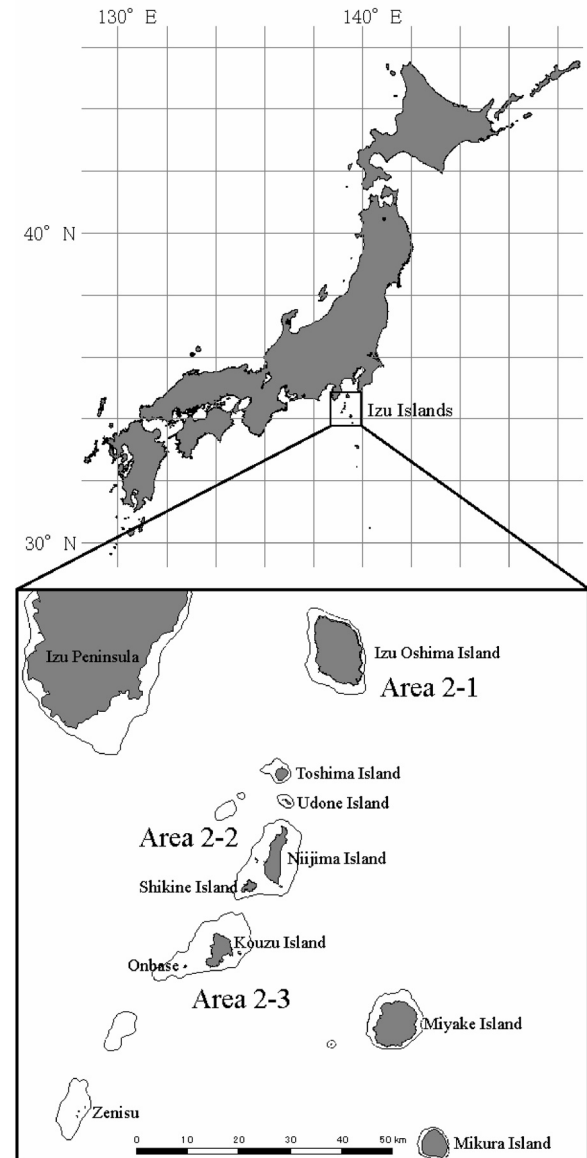 130° E
140° E
40° N
Izu Islands
30° N
Izu Peninsula
Izu Oshima Island
Area 2-1
Toshima Island
Udone Island
Area 2-2
Niijima Island
Shikine Island
Kouzu Island
Onbase
Area 2-3
Miyake Island
Zenisu
0 10 20 30 40 50 km
Mikura Island